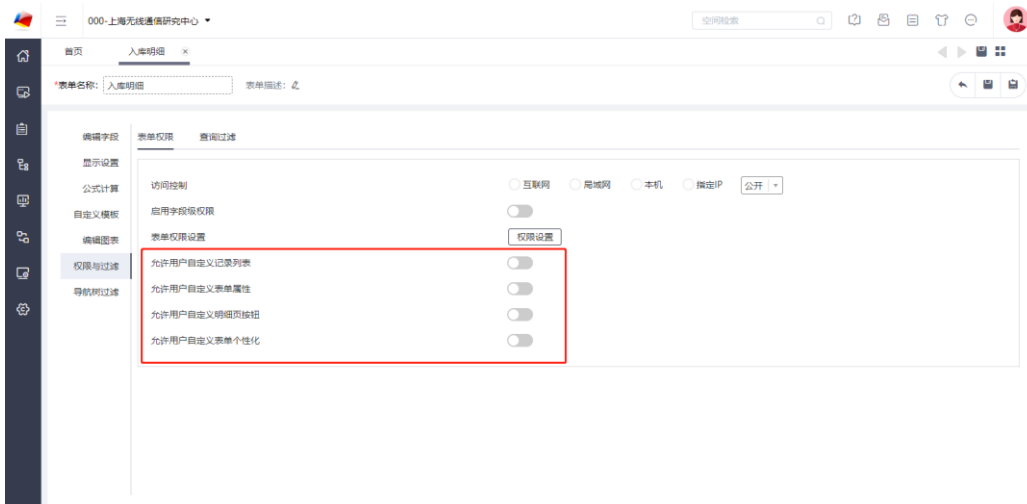 000-上海无线通信研究中心
空间检索
首页
入库明细
*表单名称: 入库明细
表单描述:
编辑字段
显示设置
公式计算
自定义模板
编辑图表
权限与过滤
导航树过滤
表单权限
查询过滤
访问控制
互联网 局域网 本机 指定IP 公开
启用字段级权限
表单权限设置 权限设置
允许用户自定义记录列表
允许用户自定义表单属性
允许用户自定义明细页按钮
允许用户自定义表单个性化